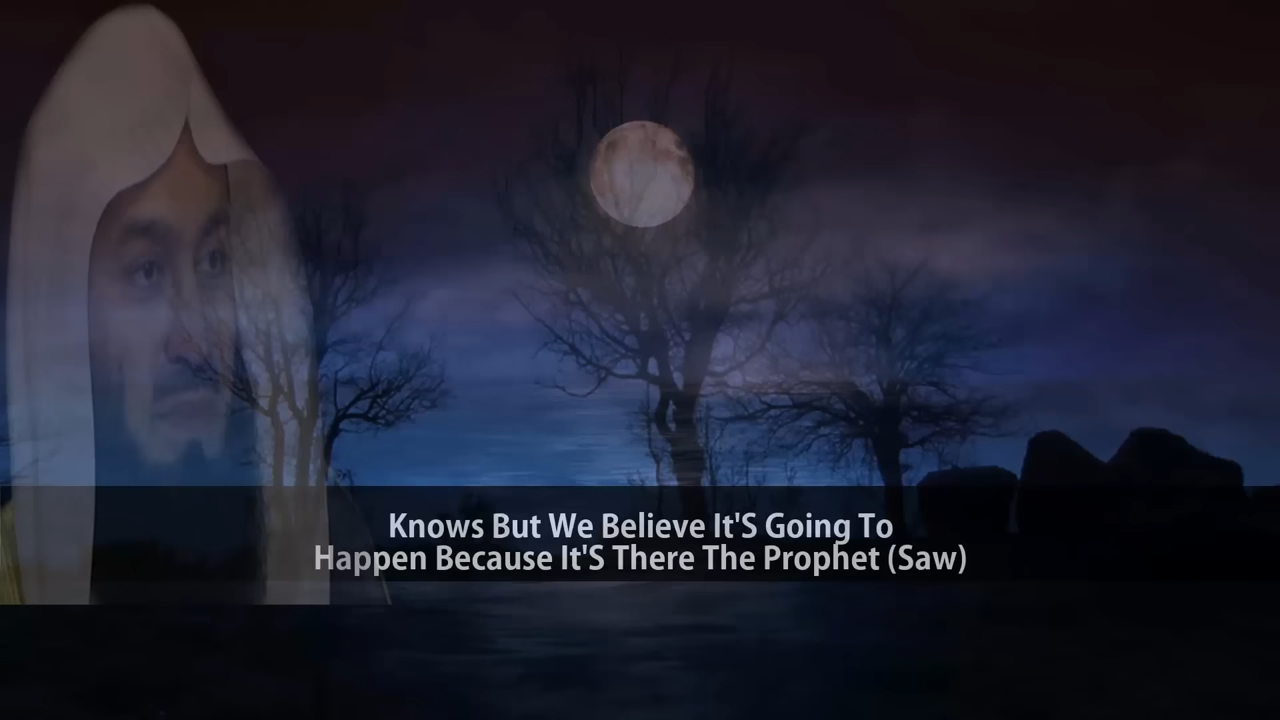 Knows But We Believe It'S Going To
Happen Because It'S There The Prophet (Saw)